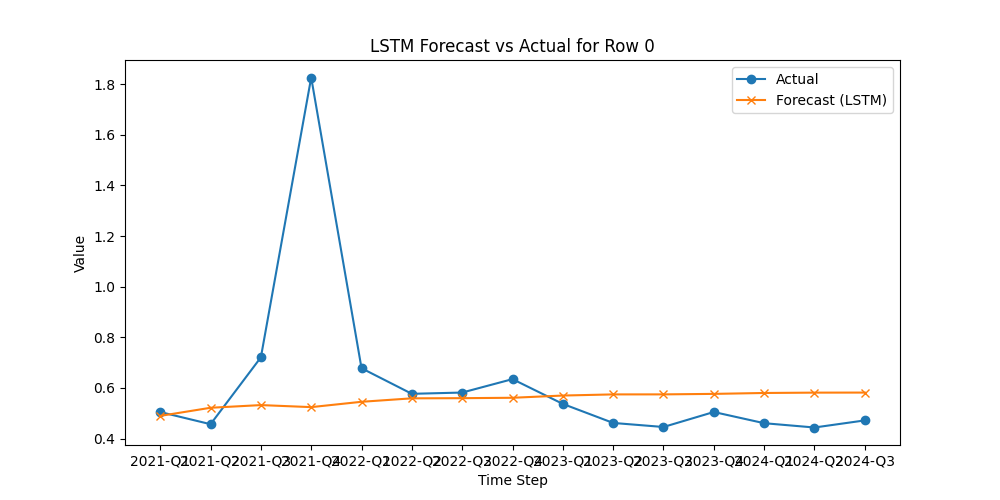 LSTM Forecast vs Actual for Row 0
Actual
Forecast (LSTM)
1.8
1.6
1.4
1.2
1.0
0.8
0.6
0.4
Value
2021-Q1 2021-Q2 2021-Q3 2021-Q4 2022-Q1 2022-Q2 2022-Q3 2022-Q4 2023-Q1 2023-Q2 2023-Q3 2023-Q4 2024-Q1 2024-Q2 2024-Q3
Time Step